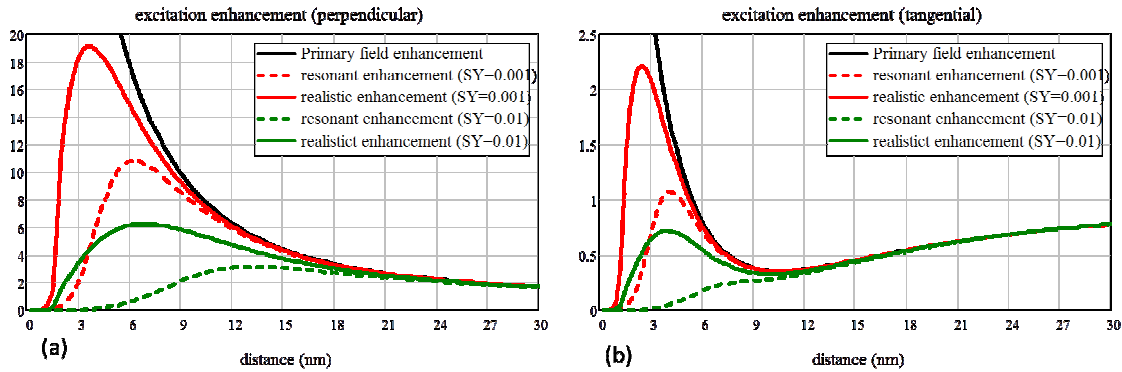 excitation enhancement (perpendicular)
20
18
16
14
12
10
8
6
4
2
0
Primary field enhancement
resonant enhancement (SY=0.001)
realistic enhancement (SY=0.001)
resonant enhancement (SY=0.01)
realistict enhancement (SY=0.01)
0 3 6 9 12 15 18 21 24 27 30
(a)
distance (nm)
excitation enhancement (tangential)
2.5
2
1.5
1
0.5
0
Primary field enhancement
resonant enhancement (SY=0.001)
realistic enhancement (SY=0.001)
resonant enhancement (SY=0.01)
realistict enhancement (SY=0.01)
0 3 6 9 12 15 18 21 24 27 30
(b)
distance (nm)